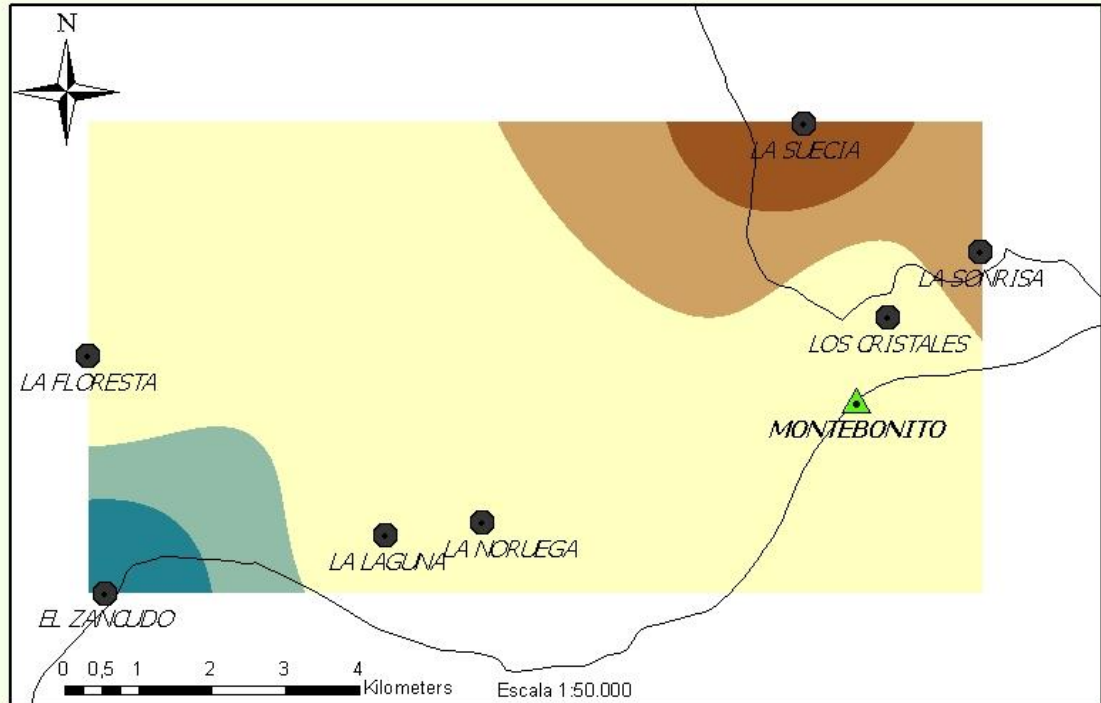 N
LA SUECIA
LA SONRISA
LOS CRISTALES
LA FLORESTA
MONTEBONITO
LA NORUEGA
LA LAGUNA
EL ZANCUDO
0 0,5 1 2 3 4
Kilometers
Escala 1:50.000